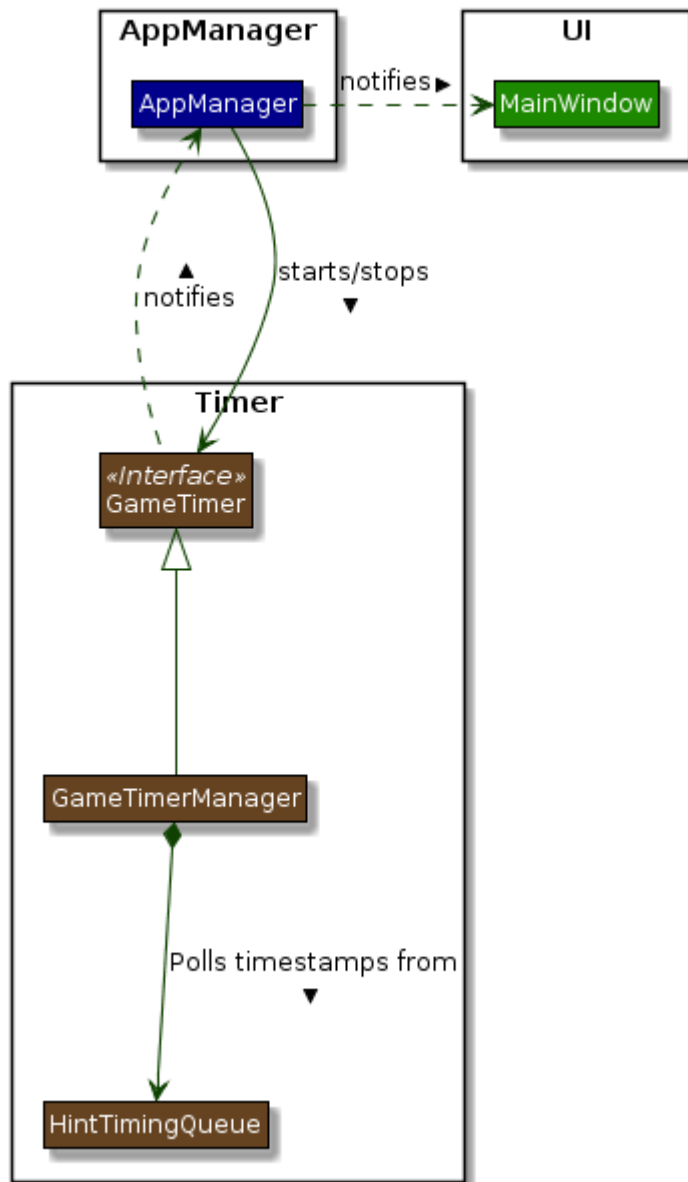 AppManager
UI
AppManager
notifies ▶
MainWindow
▲
notifies
starts/stops
▼
Timer
«Interface»
GameTimer
GameTimerManager
Polls timestamps from
▼
HintTimingQueue